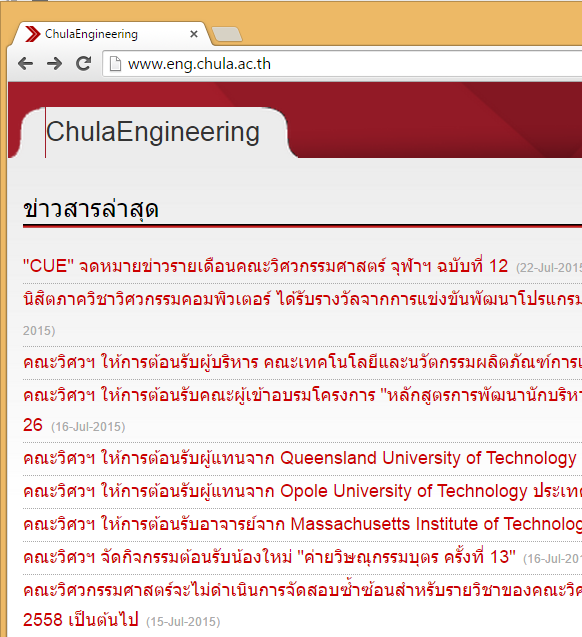 ChulaEngineering
www.eng.chula.ac.th
ChulaEngineering
ข่าวสารล่าสุด
"CUE" จดหมายข่าวรายเดือนคณะวิศวกรรมศาสตร์ จุฬาฯ ฉบับที่ 12 (22-Jul-2015
นิสิตภาควิชาวิศวกรรมคอมพิวเตอร์ ได้รับรางวัลจากการแข่งขันพัฒนาโปรแกรม
2015)
คณะวิศวฯ ให้การต้อนรับผู้บริหาร คณะเทคโนโลยีและนวัตกรรมผลิตภัณฑ์การเ
คณะวิศวฯ ให้การต้อนรับคณะผู้เข้าอบรมโครงการ "หลักสูตรการพัฒนานักบริหา
26 (16-Jul-2015)
คณะวิศวฯ ให้การต้อนรับผู้แทนจาก Queensland University of Technology
คณะวิศวฯ ให้การต้อนรับผู้แทนจาก Opole University of Technology ประเทศ
คณะวิศวฯ ให้การต้อนรับอาจารย์จาก Massachusetts Institute of Technolog
คณะวิศวฯ จัดกิจกรรมต้อนรับน้องใหม่ "ค่ายวิษณุกรรมบุตร ครั้งที่ 13" (16-Jul-201
คณะวิศวกรรมศาสตร์จะไม่ดำเนินการจัดสอบซ้ำซ้อนสำหรับรายวิชาของคณะวิศ
2558 เป็นต้นไป (15-Jul-2015)